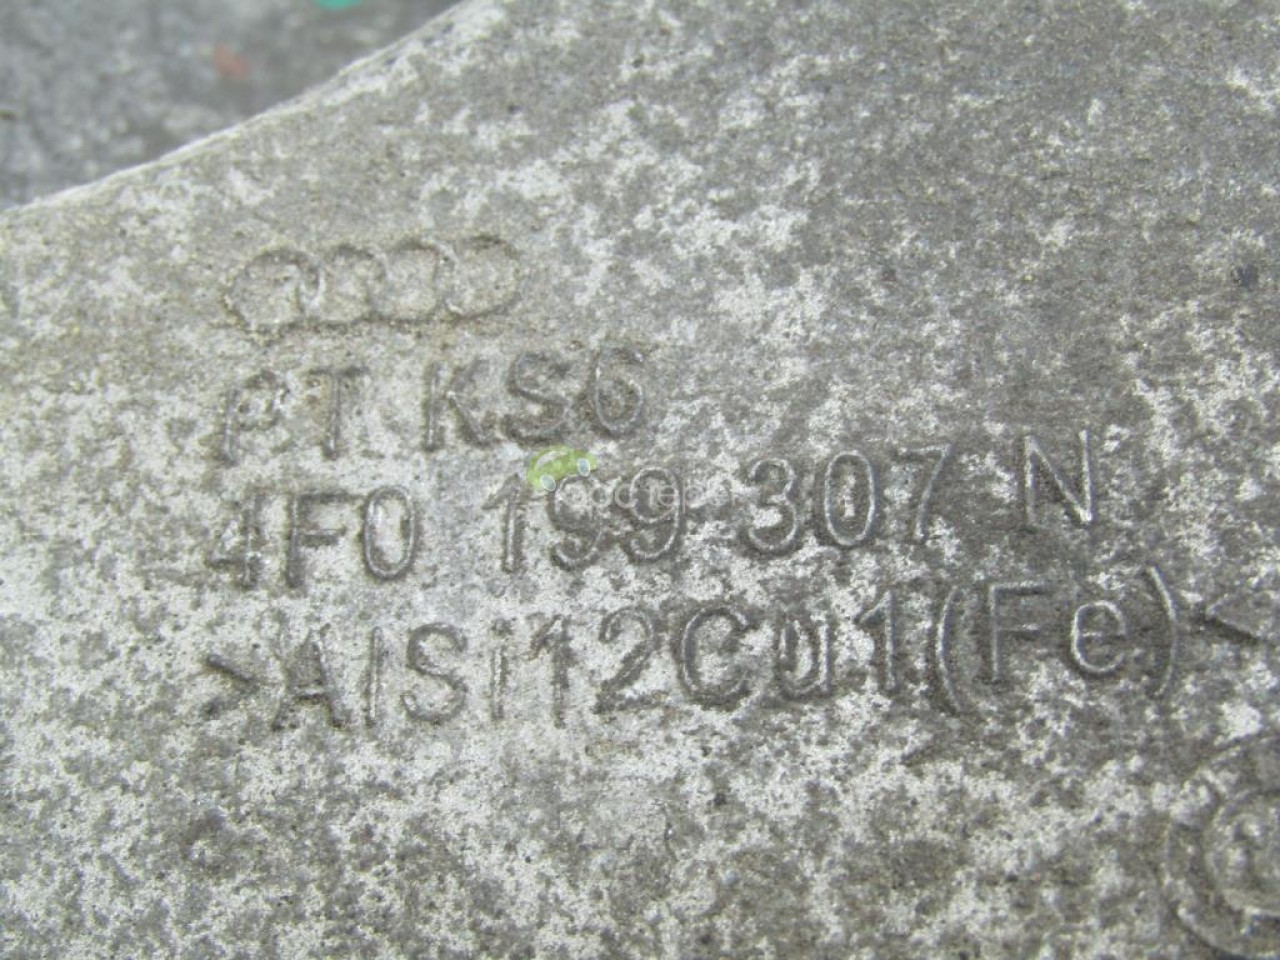 PT KS6
4F0 199 307 N
>AlSi12Cu1(Fe)<